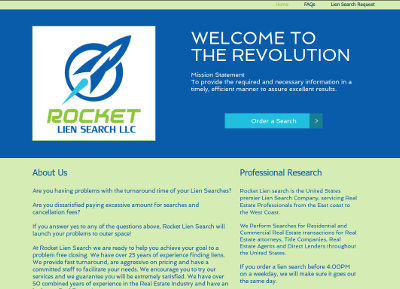 Home FAQs Lien Search Request
WELCOME TO
THE REVOLUTION
Mission Statement
To provide the required and necessary information in a
timely, efficient manner to assure excellent results.
ROCKET
LIEN SEARCH LLC
Order a Search >
About Us
Are you having problems with the turnaround time of your Lien Searches?
Are you dissatisfied paying excessive amount for searches and
cancellation fees?
If you answer yes to any of the questions above, Rocket Lien Search will
launch your problems to outer space!
At Rocket Lien Search we are ready to help you achieve your goal to a
problem free closing. We have over 25 years of experience finding liens.
We provide fast turnaround, are aggressive on pricing and have a
committed staff to facilitate your needs. We encourage you to try our
services and we guarantee you will be extremely satisfied. We have over
50 combined years of experience in the Real Estate Industry and have an
Professional Research
Rocket Lien search is the United States
premier Lien Search Company, servicing Real
Estate Professionals from the East coast to
the West Coast.
We Perform Searches for Residential and
Commercial Real Estate transactions for Real
Estate attorneys, Title Companies, Real
Estate Agents and Direct Lenders throughout
the United States.
If you order a lien search before 4:00PM
on a weekday, we will make sure it goes out
the same day.